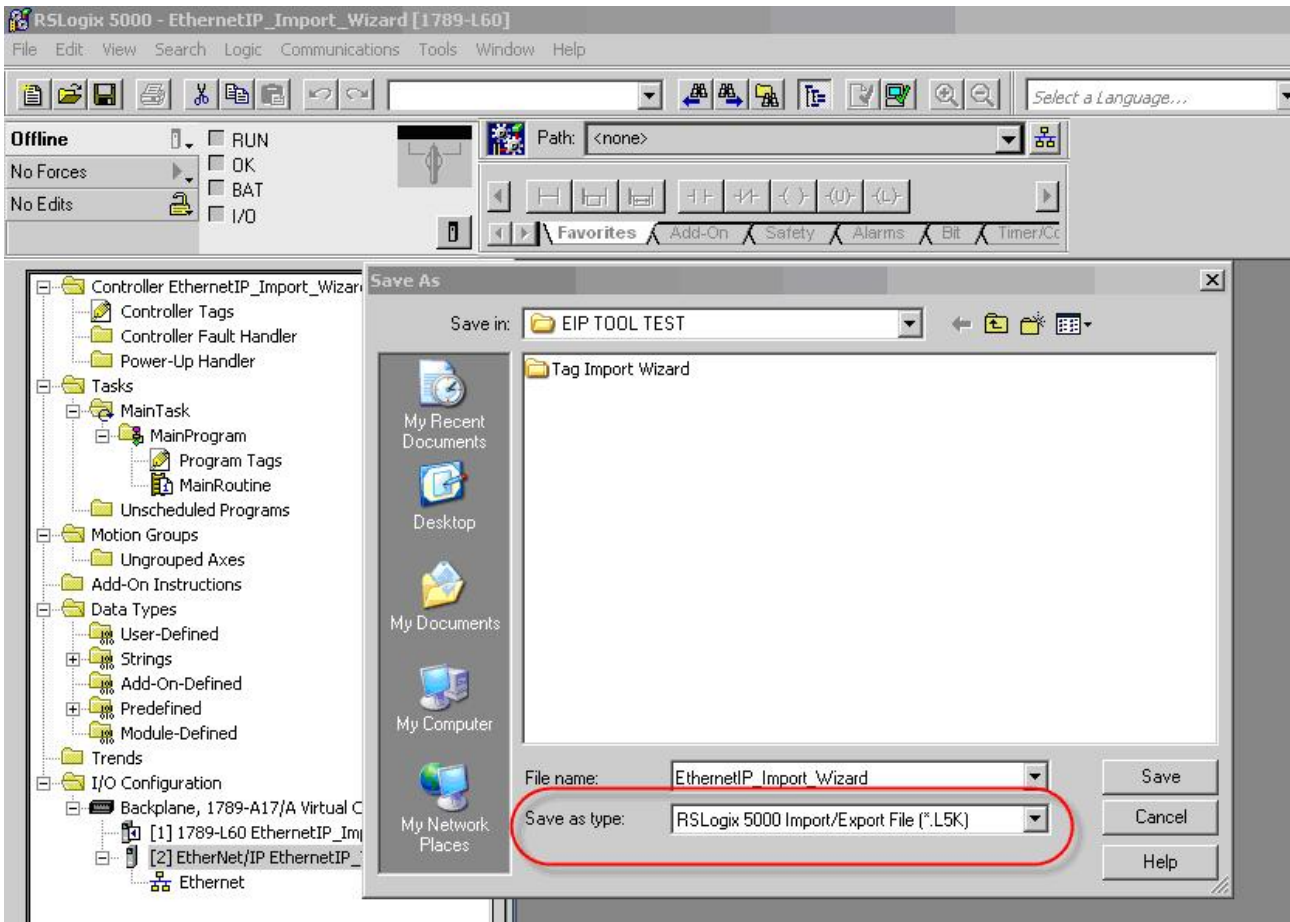 RSLogix 5000 - EthernetIP_Import_Wizard [1789-L60]
File Edit View Search Logic Communications Tools Window Help
Select a Language...
Offline
RUN
No Forces
OK
No Edits
BAT
I/O
Path: <none>
Favorites Add-On Safety Alarms Bit Timer/Cc
Controller EthernetIP_Import_Wizar
Controller Tags
Controller Fault Handler
Power-Up Handler
Tasks
MainTask
MainProgram
Program Tags
MainRoutine
Unscheduled Programs
Motion Groups
Ungrouped Axes
Add-On Instructions
Data Types
User-Defined
Strings
Add-On-Defined
Predefined
Module-Defined
Trends
I/O Configuration
Backplane, 1789-A17/A Virtual C
[1] 1789-L60 EthernetIP_Im
[2] EtherNet/IP EthernetIP_
Ethernet
Save As
Save in: EIP TOOL TEST
Tag Import Wizard
My Recent
Documents
Desktop
My Documents
My Computer
My Network
Places
File name: EthernetIP_Import_Wizard
Save as type: RSLogix 5000 Import/Export File (*.L5K)
Save
Cancel
Help